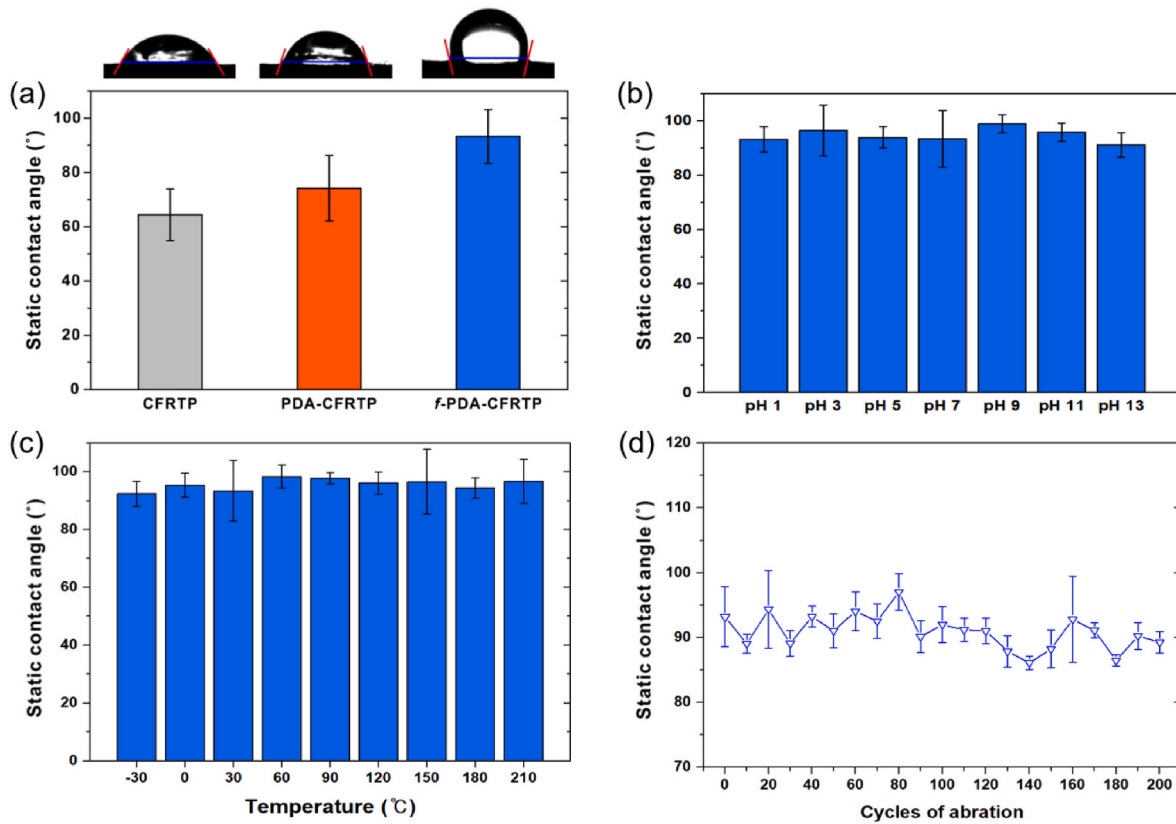 (a)
Static contact angle (°)
100
80
60
40
20
0
CFRTP PDA-CFRTP f-PDA-CFRTP
(b)
Static contact angle (°)
100
80
60
40
20
0
pH 1 pH 3 pH 5 pH 7 pH 9 pH 11 pH 13
(c)
Static contact angle (°)
100
80
60
40
20
0
-30 0 30 60 90 120 150 180 210
Temperature (℃)
(d)
Static contact angle (°)
120
110
100
90
80
70
0 20 40 60 80 100 120 140 160 180 200
Cycles of abration